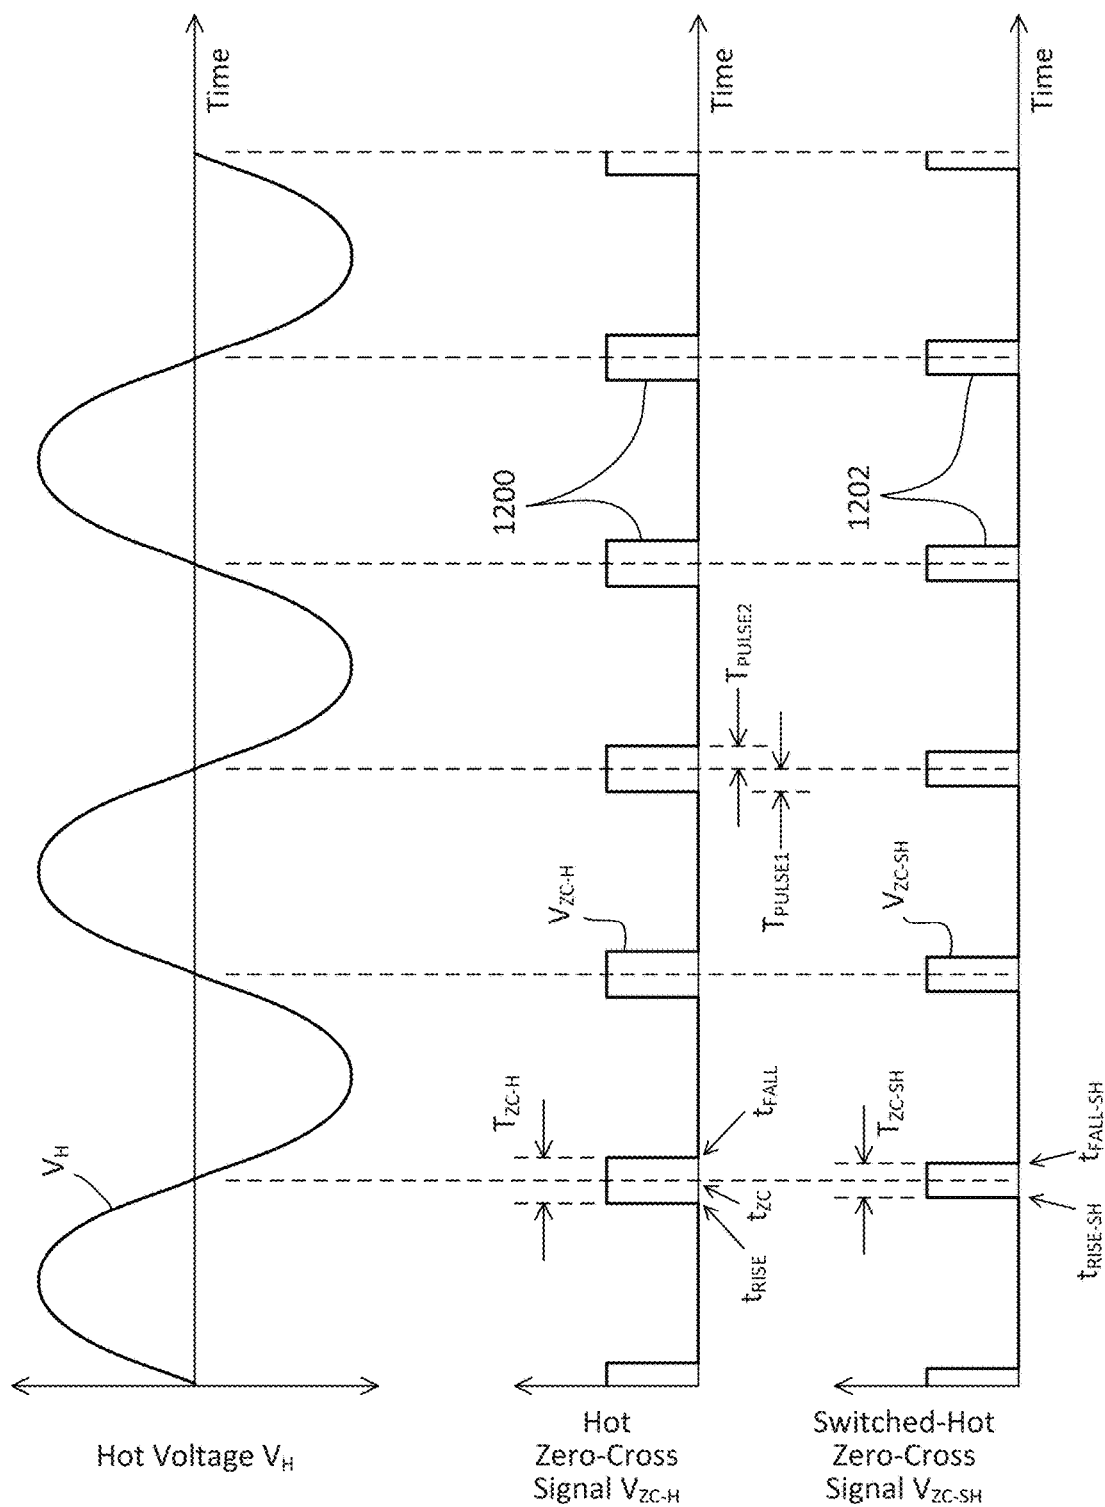 Hot Voltage V_H
V_H
Time
Hot
Zero-Cross
Signal V_ZC-H
T_ZC-H
V_ZC-H
1200
t_RISE
t_ZC
t_FALL
T_PULSE1
T_PULSE2
Time
Switched-Hot
Zero-Cross
Signal V_ZC-SH
T_ZC-SH
V_ZC-SH
1202
t_RISE-SH
t_FALL-SH
Time